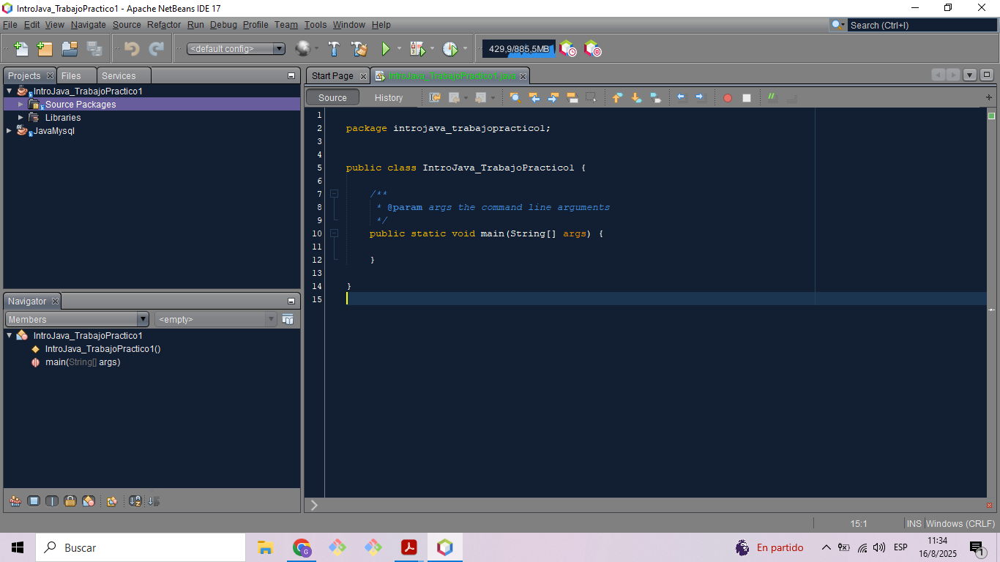 IntroJava_TrabajoPractico1 - Apache NetBeans IDE 17
File Edit View Navigate Source Refactor Run Debug Profile Team Tools Window Help
Search (Ctrl+I)
<default config>
429,9/885,5MB
Projects Files Services
IntroJava_TrabajoPractico1
Source Packages
Libraries
JavaMysql
Navigator
Members
<empty>
IntroJava_TrabajoPractico1
IntroJava_TrabajoPractico1()
main(String[] args)
Start Page IntroJava_TrabajoPractico1.java
Source History
1
2 package introjava_trabajopractico1;
3
4
5 public class IntroJava_TrabajoPractico1 {
6
7 /**
8 * @param args the command line arguments
9 */
10 public static void main(String[] args) {
11
12 }
13
14 }
15
15:1 INS Windows (CRLF)
Buscar
En partido
ESP
11:34
16/8/2025
1